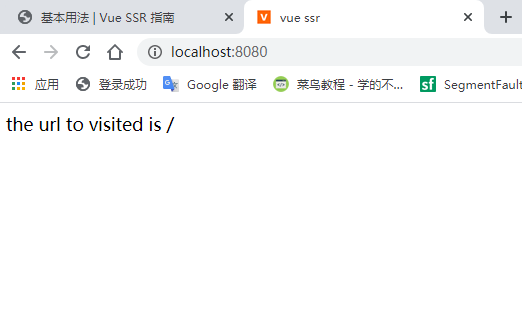 基本用法 | Vue SSR 指南 vue ssr
localhost:8080
应用 登录成功 Google 翻译 菜鸟教程 - 学的不... SegmentFault
the url to visited is /